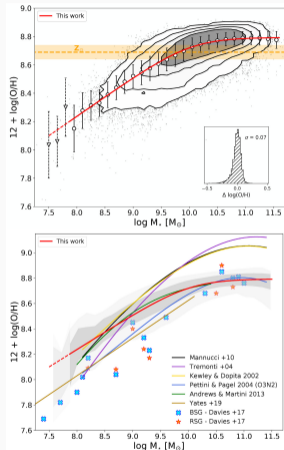 This work
Z⊙
σ = 0.07
−0.5 0.0 0.5
Δ log(O/H)
12 + log(O/H)
9.0
8.8
8.6
8.4
8.2
8.0
7.8
7.6
7.5 8.0 8.5 9.0 9.5 10.0 10.5 11.0 11.5
log M⋆ [M⊙]
This work
12 + log(O/H)
9.0
8.8
8.6
8.4
8.2
8.0
7.8
7.6
Mannucci +10
Tremonti +04
Kewley & Dopita 2002
Pettini & Pagel 2004 (O3N2)
Andrews & Martini 2013
Yates +19
BSG - Davies +17
RSG - Davies +17
7.5 8.0 8.5 9.0 9.5 10.0 10.5 11.0 11.5
log M⋆ [M⊙]